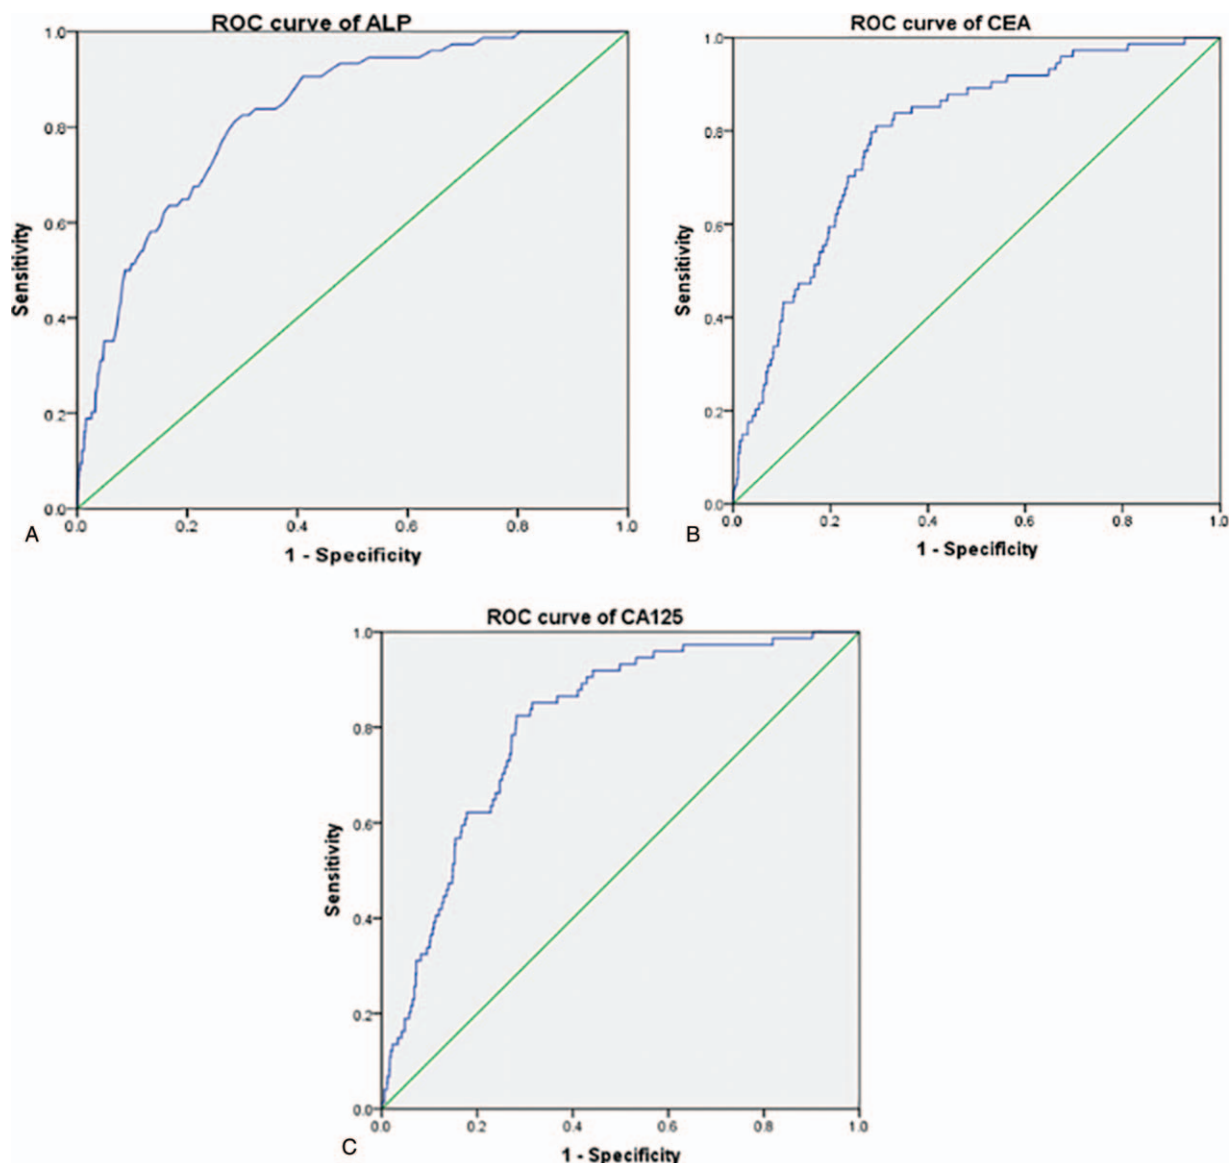 ROC curve of ALP
1.0
0.8
0.6
0.4
0.2
0.0
Sensitivity
0.0 0.2 0.4 0.6 0.8 1.0
1 - Specificity
A
ROC curve of CEA
1.0
0.8
0.6
0.4
0.2
0.0
Sensitivity
0.0 0.2 0.4 0.6 0.8 1.0
1 - Specificity
B
ROC curve of CA125
1.0
0.8
0.6
0.4
0.2
0.0
Sensitivity
0.0 0.2 0.4 0.6 0.8 1.0
1 - Specificity
C